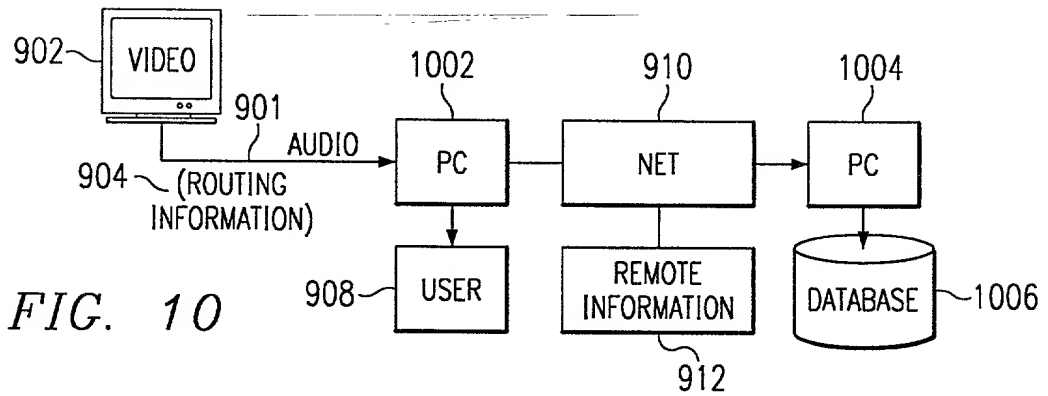 902
VIDEO
1002
910
1004
901
AUDIO
PC
NET
PC
904
(ROUTING
INFORMATION)
908
USER
REMOTE
INFORMATION
DATABASE
1006
912
FIG. 10